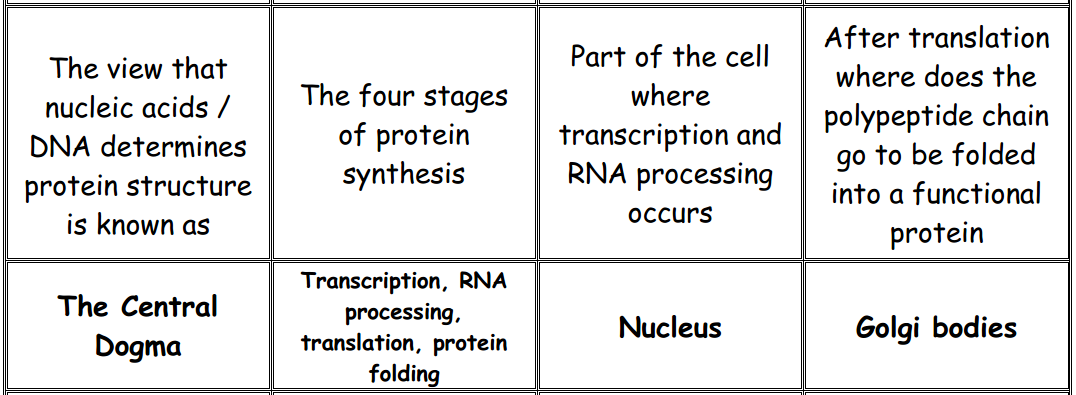 The view that
nucleic acids /
DNA determines
protein structure
is known as
The four stages
of protein
synthesis
Part of the cell
where
transcription and
RNA processing
occurs
After translation
where does the
polypeptide chain
go to be folded
into a functional
protein
The Central
Dogma
Transcription, RNA
processing,
translation, protein
folding
Nucleus
Golgi bodies